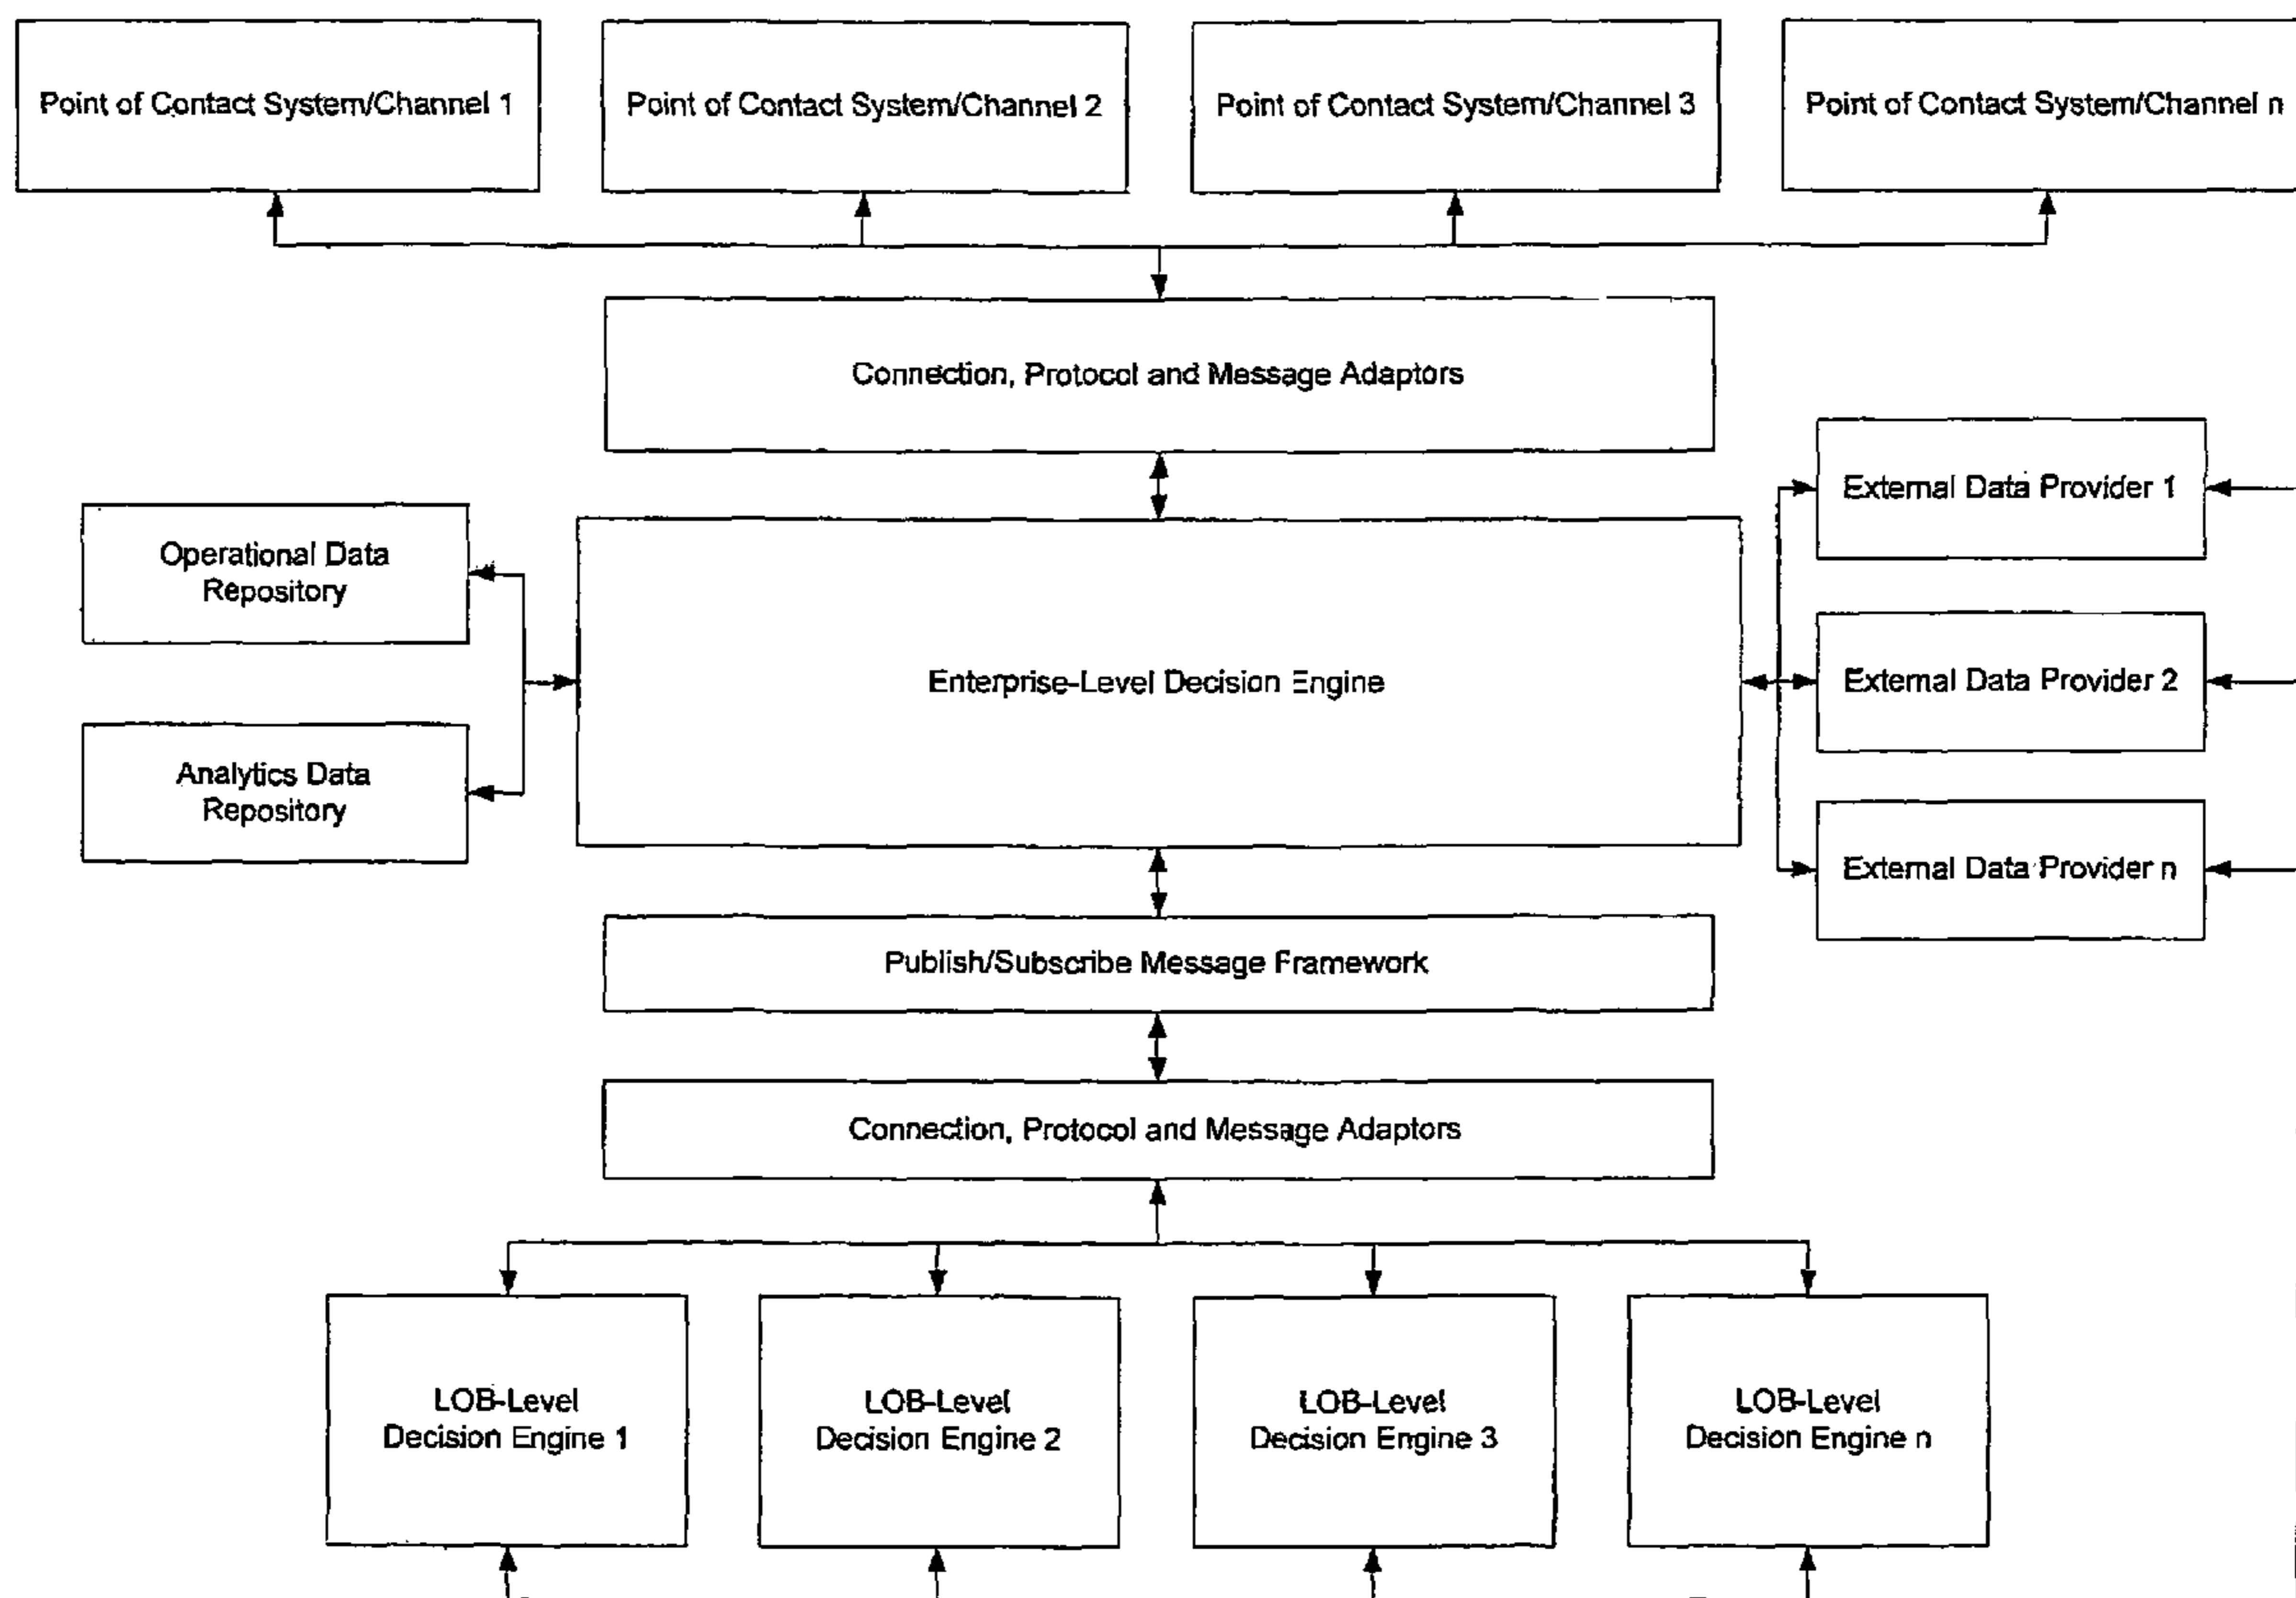 Point of Contact System/Channel 1
Point of Contact System/Channel 2
Point of Contact System/Channel 3
Point of Contact System/Channel n
Connection, Protocol and Message Adaptors
External Data Provider 1
Operational Data
Repository
Enterprise-Level Decision Engine
External Data Provider 2
Analytics Data
Repository
External Data Provider n
Publish/Subscribe Message Framework
Connection, Protocol and Message Adaptors
LOB-Level
Decision Engine 1
LOB-Level
Decision Engine 2
LOB-Level
Decision Engine 3
LOB-Level
Decision Engine n